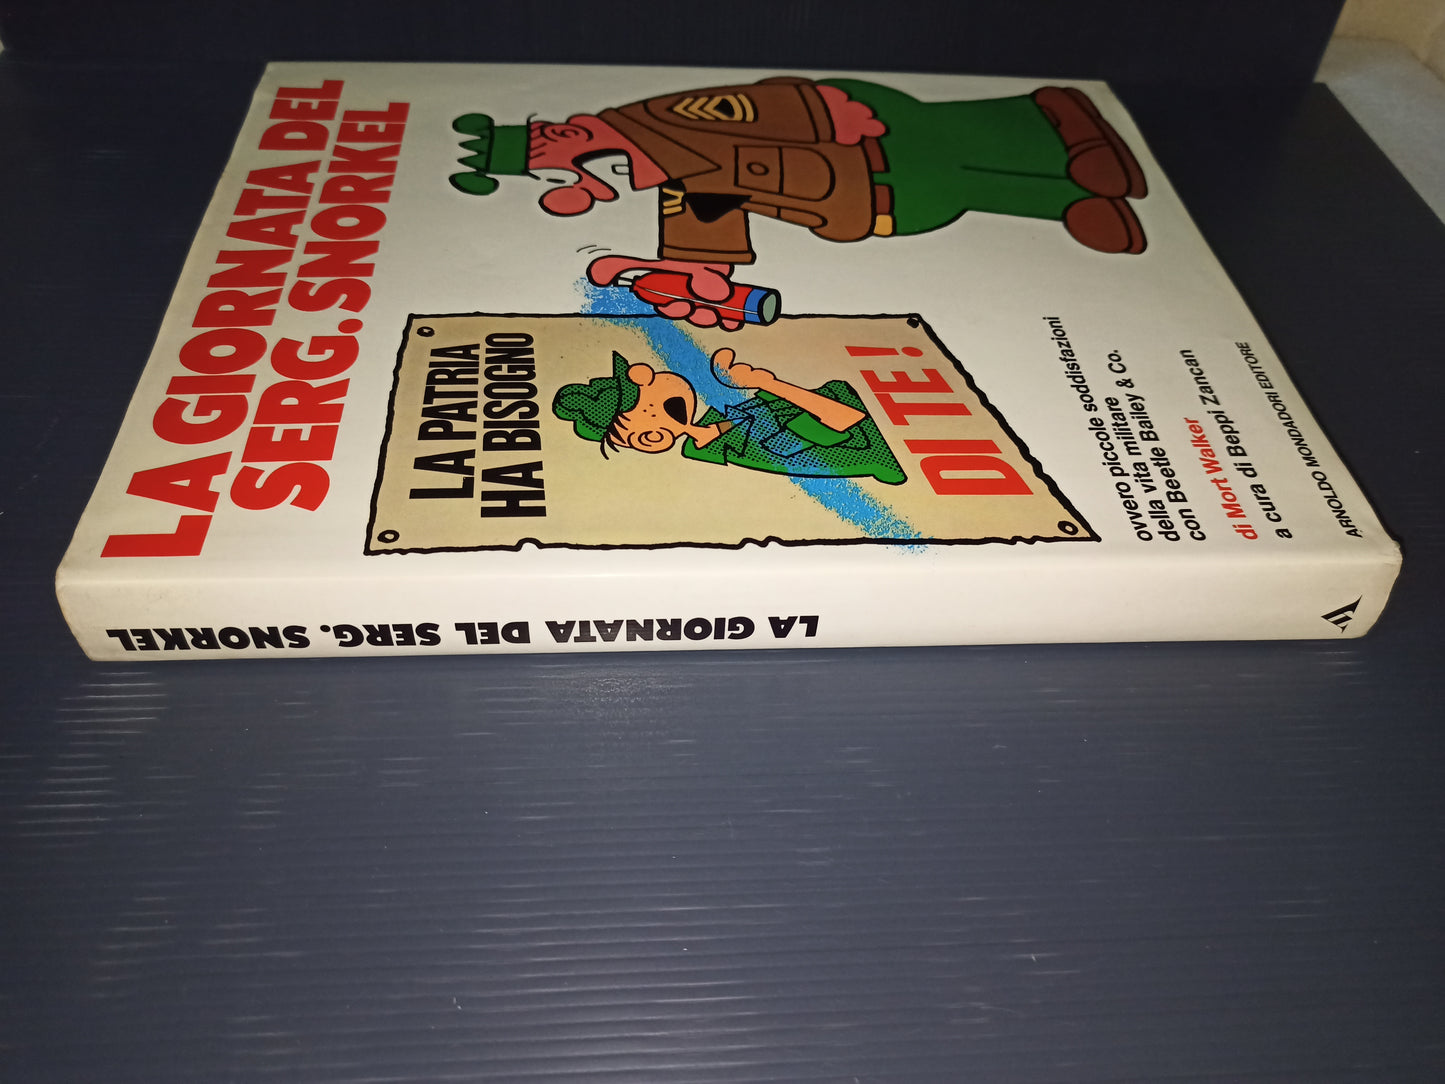 LA GIORNATA DEL
SERG. SNORKEL
LA PATRIA
HA BISOGNO
DI TE!
ovvero piccole soddisfazioni
della vita militare
con Beetle Bailey & Co.
di Mort Walker
a cura di Beppi Zancan
ARNOLDO MONDADORI EDITORE
LA GIORNATA DEL SERG. SNORKEL